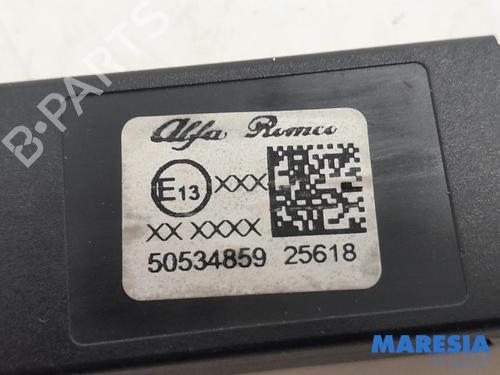 Alfa Romeo
E13 XXX
XX XXXX
50534859 25618
B-PARTS
MARESIA